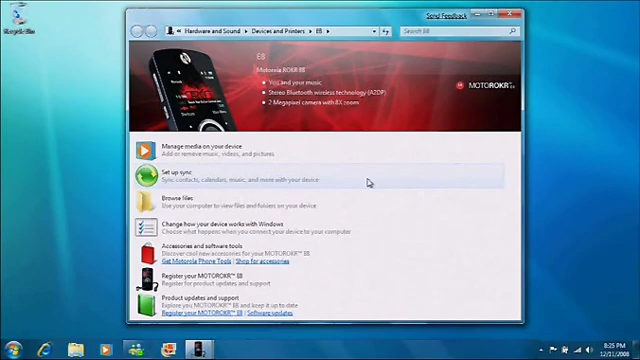 Send Feedback
Recycle Bin
« Hardware and Sound ▸ Devices and Printers ▸ E8 ▸
Search E8
E8
Motorola ROKR E8
• You and your music
• Stereo Bluetooth wireless technology (A2DP)
• 2 Megapixel camera with 8X zoom
MOTOROKR E8
Manage media on your device
Add or remove music, videos, and pictures
Set up sync
Sync contacts, calendars, music, and more with your device
Browse files
Use your computer to view files and folders on your device
Change how your device works with Windows
Choose what happens when you connect your device to your computer
Accessories and software tools
Discover cool new accessories for your MOTOROKR™ E8
Get Motorola Phone Tools | Shop for accessories
Register your MOTOROKR™ E8
Register for product updates and support
Product updates and support
Explore you MOTOROKR™ E8 and keep it up to date
Register your MOTOROKR™ E8 | Software updates
8:25 PM
12/11/2008